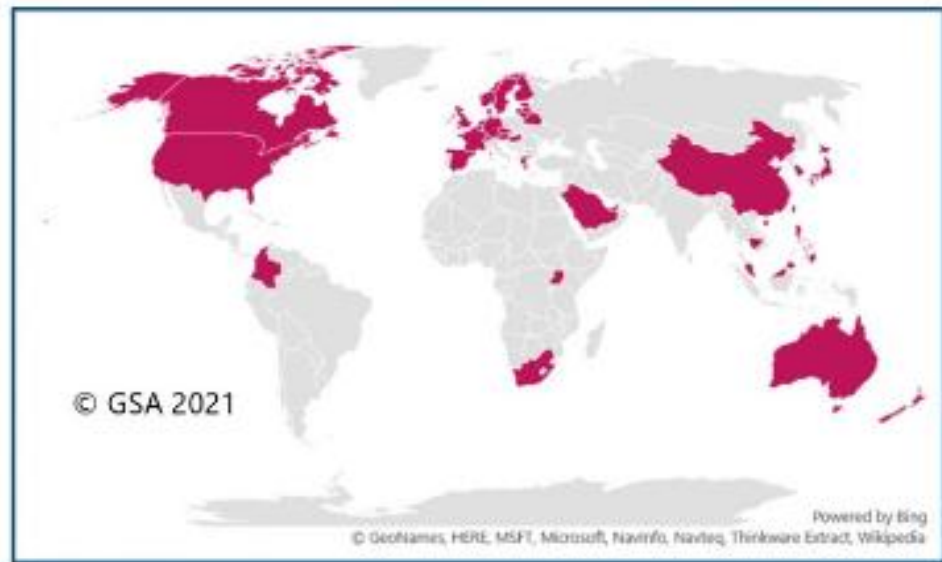 © GSA 2021
Powered by Bing
© GeoNames, HERE, MSFT, Microsoft, NavInfo, Navteq, Thinkware Extract, Wikipedia